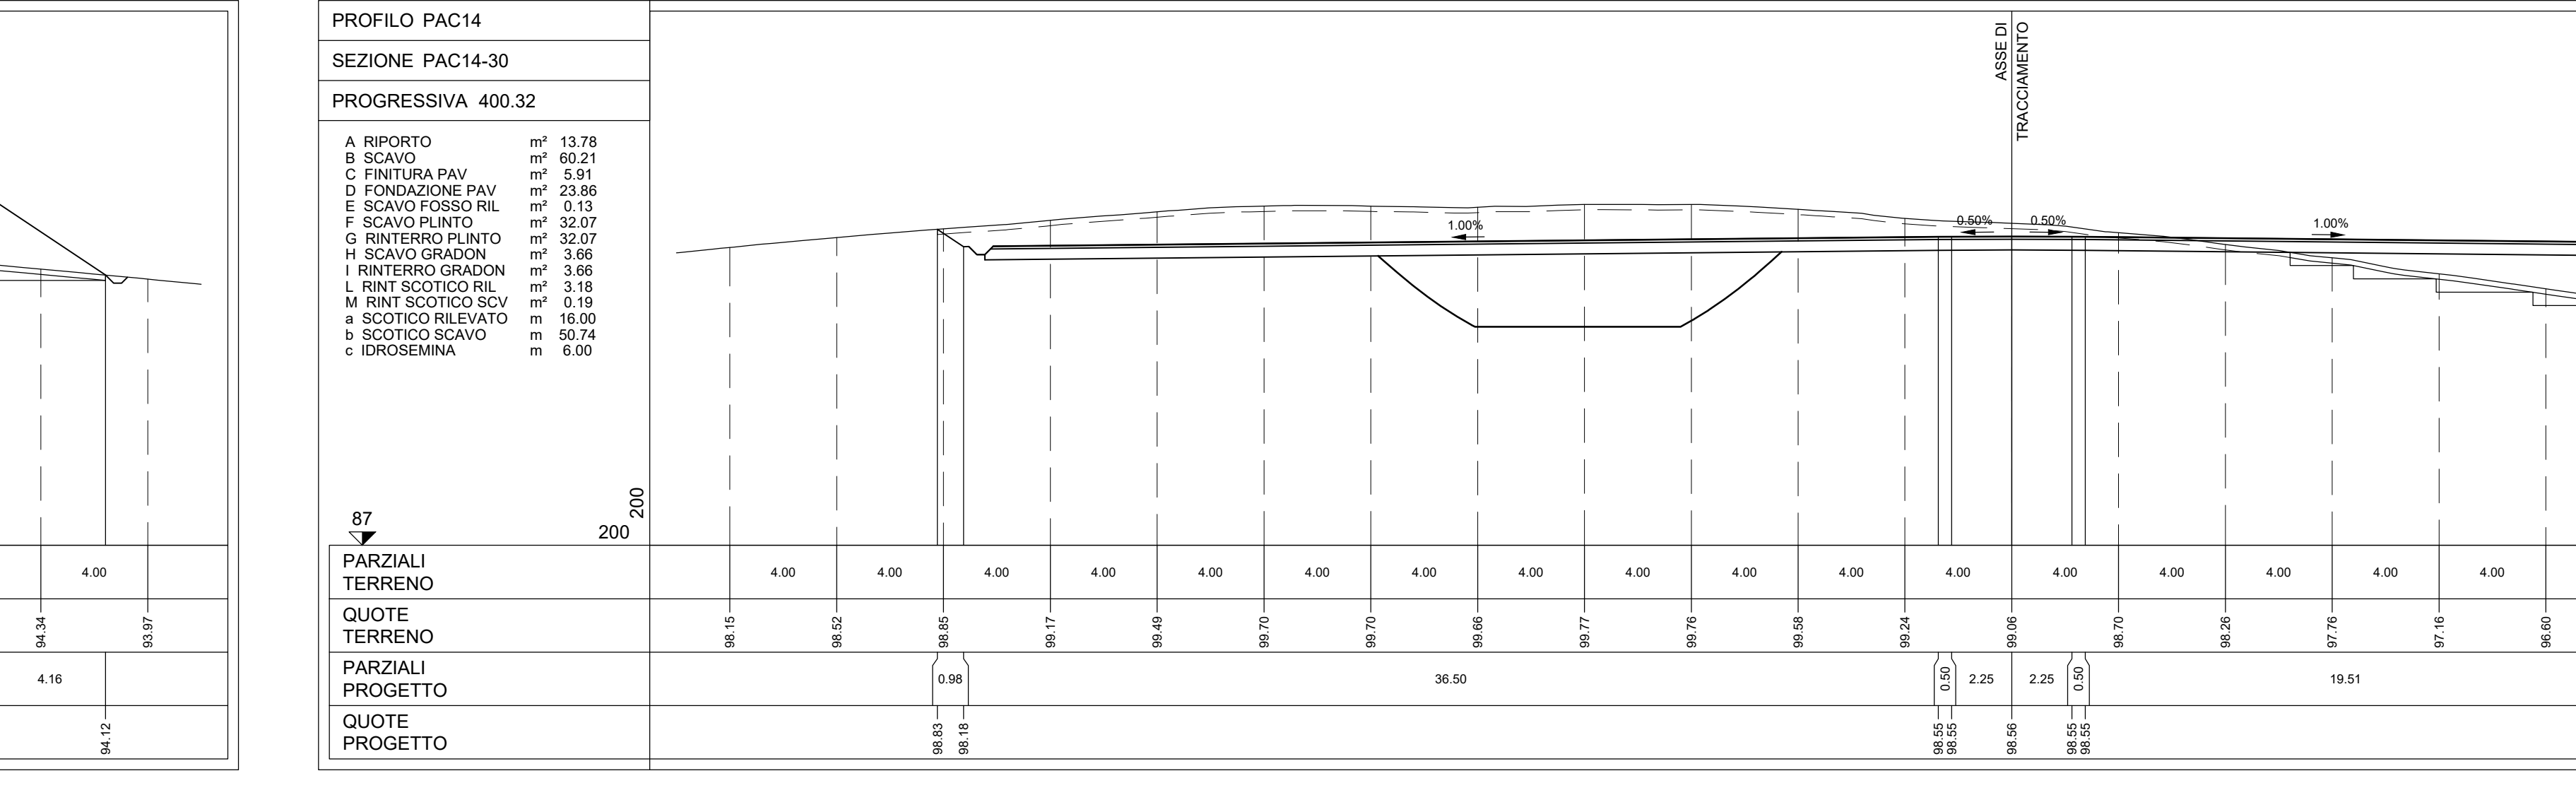 PROFILO PAC14
SEZIONE PAC14-30
PROGRESSIVA 400.32
A RIPORTO m² 13.78
B SCAVO m² 60.21
C FINITURA PAV m² 5.91
D FONDAZIONE PAV m² 23.86
E SCAVO FOSSO RIL m² 0.13
F SCAVO PLINTO m² 32.07
G RINTERRO PLINTO m² 32.07
H SCAVO GRADON m² 3.66
I RINTERRO GRADON m² 3.66
L RINT SCOTICO RIL m² 3.18
M RINT SCOTICO SCV m² 0.19
a SCOTICO RILEVATO m 16.00
b SCOTICO SCAVO m 50.74
c IDROSEMINA m 6.00
ASSE DI
TRACCIAMENTO
1.00% 0.50% 0.50% 1.00%
87
200
200
4.00
94.34 93.97
4.16
94.12
PARZIALI
TERRENO
4.00 4.00 4.00 4.00 4.00 4.00 4.00 4.00 4.00 4.00 4.00 4.00 4.00 4.00 4.00 4.00 4.00
QUOTE
TERRENO
98.15 98.52 98.85 99.17 99.49 99.70 99.70 99.66 99.77 99.76 99.58 99.24 99.06 98.70 98.26 97.76 97.16 96.60
PARZIALI
PROGETTO
0.98 36.50 0.50 2.25 2.25 0.50 19.51
QUOTE
PROGETTO
98.83 98.18 98.55 98.55 98.56 98.55 98.55